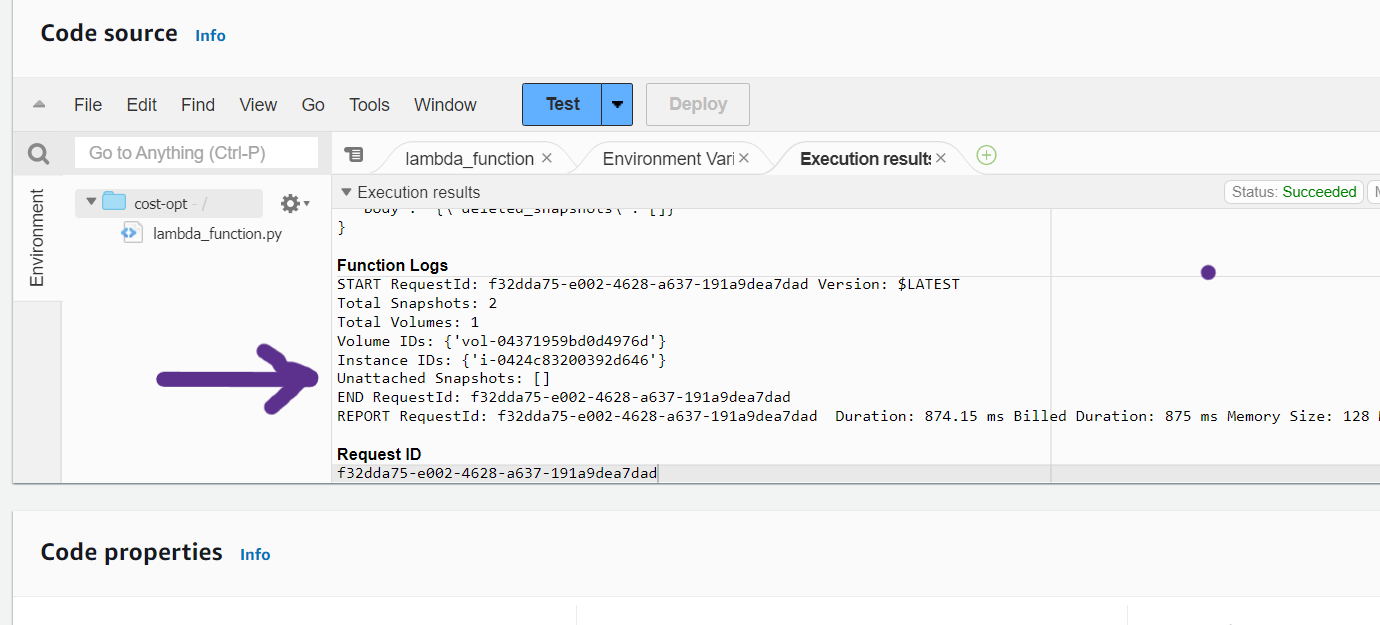 Code source Info
File Edit Find View Go Tools Window Test Deploy
Go to Anything (Ctrl-P)
lambda_function × Environment Vari × Execution results ×
Environment
cost-opt - /
lambda_function.py
Execution results
Status: Succeeded
"body": "{\"deleted_snapshots\": []}"
}
Function Logs
START RequestId: f32dda75-e002-4628-a637-191a9dea7dad Version: $LATEST
Total Snapshots: 2
Total Volumes: 1
Volume IDs: {'vol-04371959bd0d4976d'}
Instance IDs: {'i-0424c83200392d646'}
Unattached Snapshots: []
END RequestId: f32dda75-e002-4628-a637-191a9dea7dad
REPORT RequestId: f32dda75-e002-4628-a637-191a9dea7dad Duration: 874.15 ms Billed Duration: 875 ms Memory Size: 128
Request ID
f32dda75-e002-4628-a637-191a9dea7dad
Code properties Info